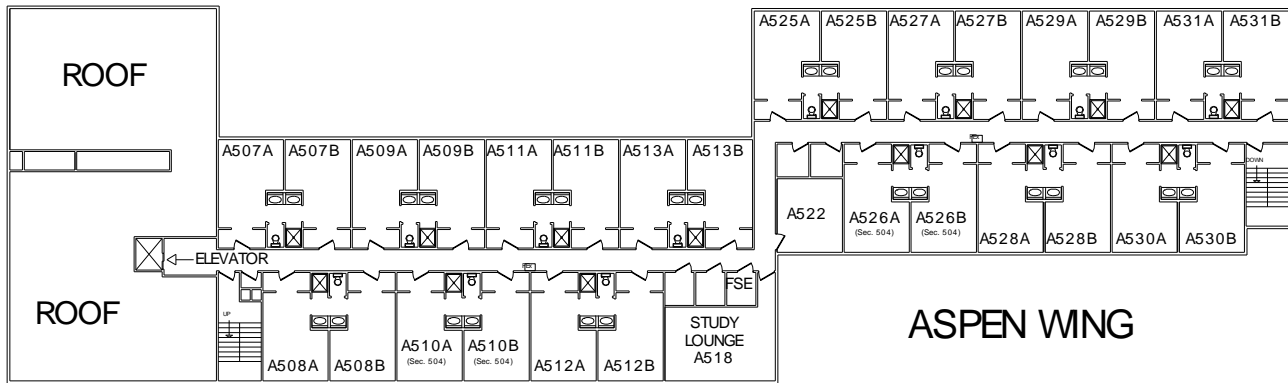 A525A A525B A527A A527B A529A A529B A531A A531B
ROOF
A507A A507B A509A A509B A511A A511B A513A A513B
DOWN
A522 A526A A526B
(Sec. 504) (Sec. 504)
A528A A528B A530A A530B
ELEVATOR
FSE
ROOF
UP
STUDY
LOUNGE
A518
ASPEN WING
A510A A510B
(Sec. 504) (Sec. 504)
A508A A508B A512A A512B